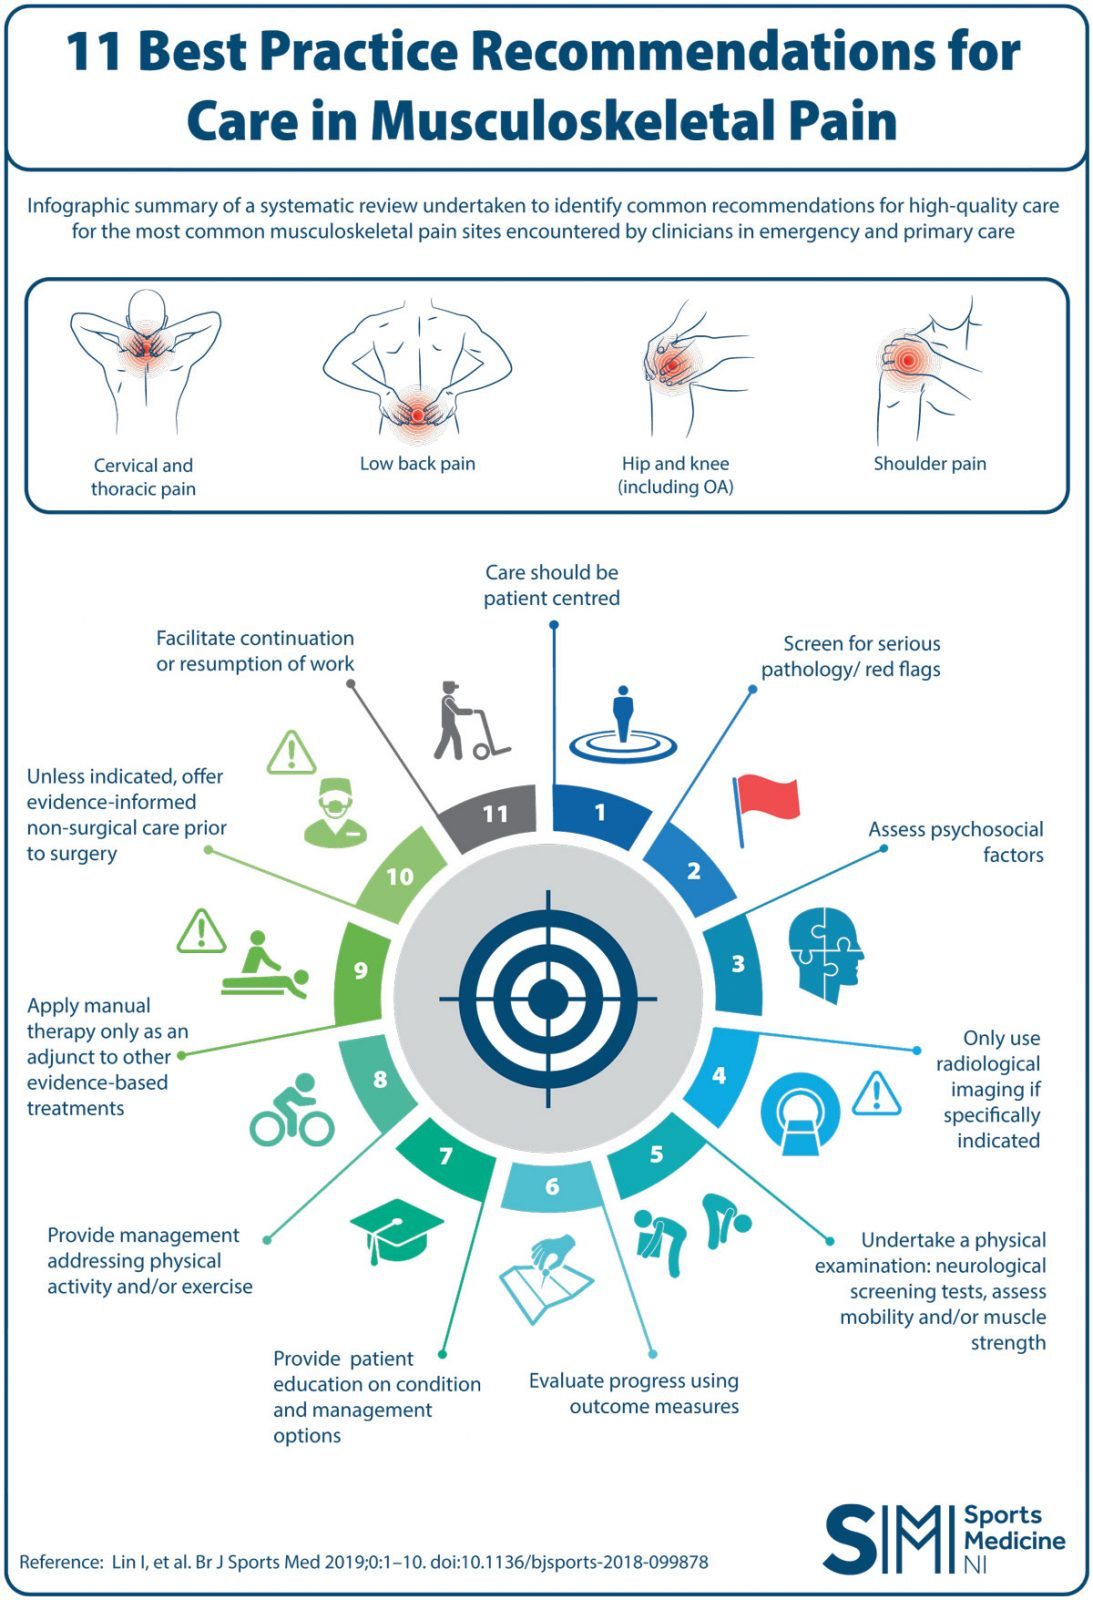 11 Best Practice Recommendations for
Care in Musculoskeletal Pain
Infographic summary of a systematic review undertaken to identify common recommendations for high-quality care
for the most common musculoskeletal pain sites encountered by clinicians in emergency and primary care
Cervical and
thoracic pain
Low back pain
Hip and knee
(including OA)
Shoulder pain
Care should be
patient centred
1
Screen for serious
pathology/ red flags
2
Assess psychosocial
factors
3
Only use
radiological
imaging if
specifically
indicated
4
Undertake a physical
examination: neurological
screening tests, assess
mobility and/or muscle
strength
5
Evaluate progress using
outcome measures
6
Provide patient
education on condition
and management
options
7
Provide management
addressing physical
activity and/or exercise
8
Apply manual
therapy only as an
adjunct to other
evidence-based
treatments
9
Unless indicated, offer
evidence-informed
non-surgical care prior
to surgery
10
Facilitate continuation
or resumption of work
11
Reference: Lin I, et al. Br J Sports Med 2019;0:1–10. doi:10.1136/bjsports-2018-099878
SMI
Sports
Medicine
NI